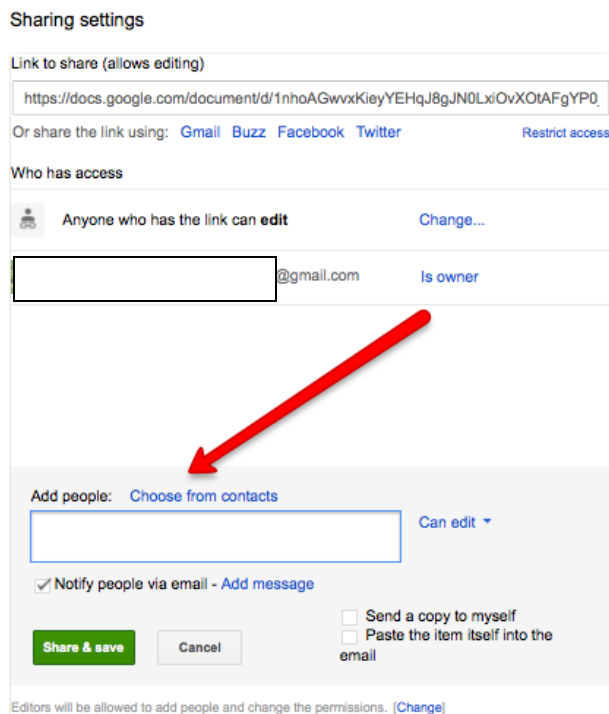 Sharing settings
Link to share (allows editing)
https://docs.google.com/document/d/1nhoAGwvxKieyYEHqJ8gJN0LxiOvXOtAFgYP0_
Or share the link using: Gmail Buzz Facebook Twitter Restrict access
Who has access
Anyone who has the link can edit Change...
@gmail.com Is owner
Add people: Choose from contacts
Can edit
Notify people via email - Add message
Send a copy to myself
Paste the item itself into the
email
Share & save Cancel
Editors will be allowed to add people and change the permissions. [Change]